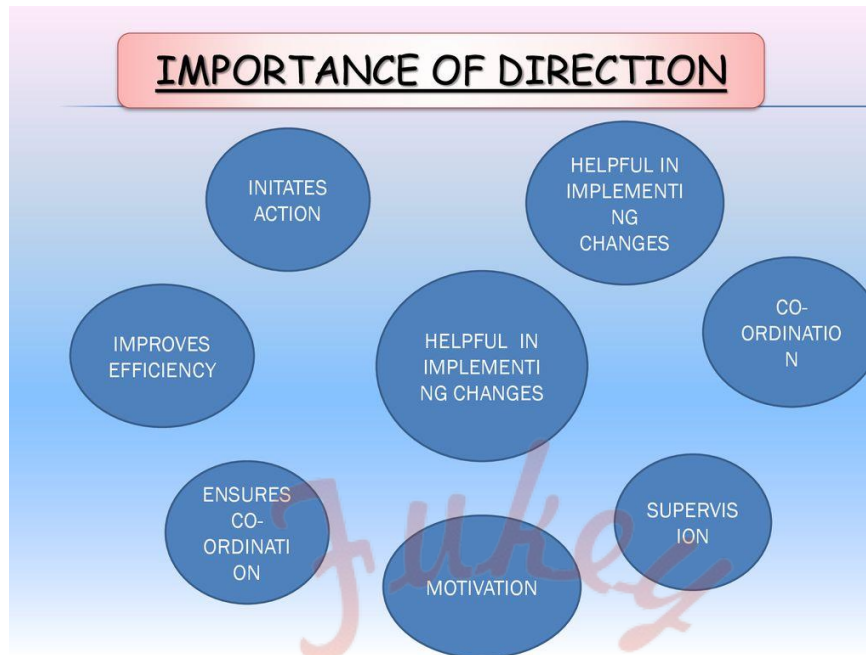 IMPORTANCE OF DIRECTION
INITATES
ACTION
HELPFUL IN
IMPLEMENTI
NG
CHANGES
IMPROVES
EFFICIENCY
HELPFUL  IN
IMPLEMENTI
NG CHANGES
CO-
ORDINATIO
N
ENSURES
CO-
ORDINATI
ON
MOTIVATION
SUPERVIS
ION
Jukey